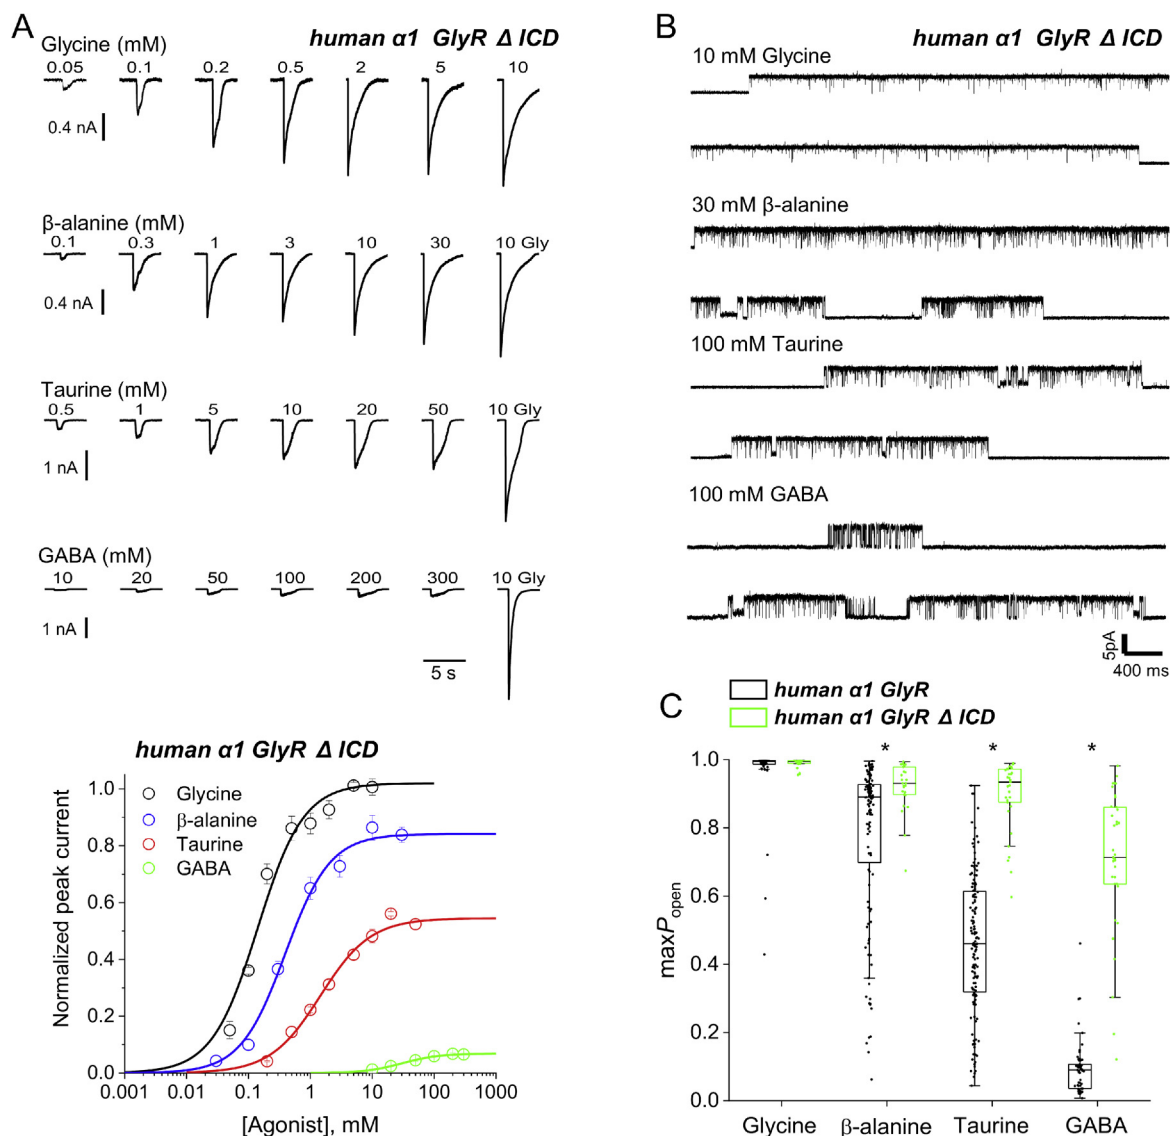 A
human α1 GlyR Δ ICD
Glycine (mM)
0.05 0.1 0.2 0.5 2 5 10
0.4 nA
β-alanine (mM)
0.1 0.3 1 3 10 30 10 Gly
0.4 nA
Taurine (mM)
0.5 1 5 10 20 50 10 Gly
1 nA
GABA (mM)
10 20 50 100 200 300 10 Gly
1 nA
5 s
human α1 GlyR Δ ICD
Normalized peak current
1.0
0.8
0.6
0.4
0.2
0.0
Glycine
β-alanine
Taurine
GABA
0.001 0.01 0.1 1 10 100 1000
[Agonist], mM
B
human α1 GlyR Δ ICD
10 mM Glycine
30 mM β-alanine
100 mM Taurine
100 mM GABA
5pA
400 ms
C
human α1 GlyR
human α1 GlyR Δ ICD
* * *
maxPopen
1.0
0.8
0.6
0.4
0.2
0.0
Glycine β-alanine Taurine GABA